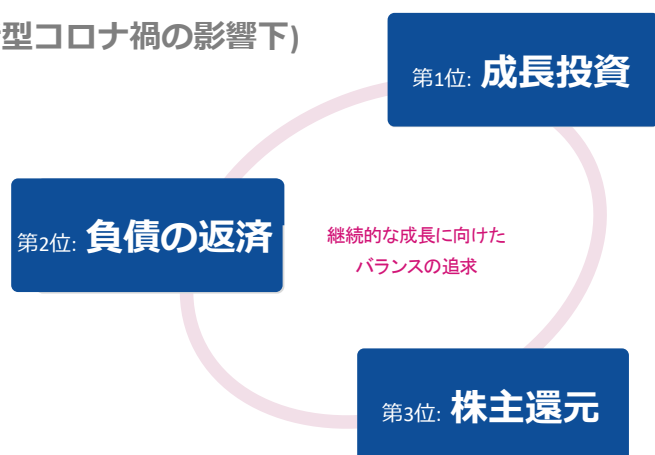 型コロナ禍の影響下)
第1位: 成長投資
第2位: 負債の返済
継続的な成長に向けた
バランスの追求
第3位: 株主還元